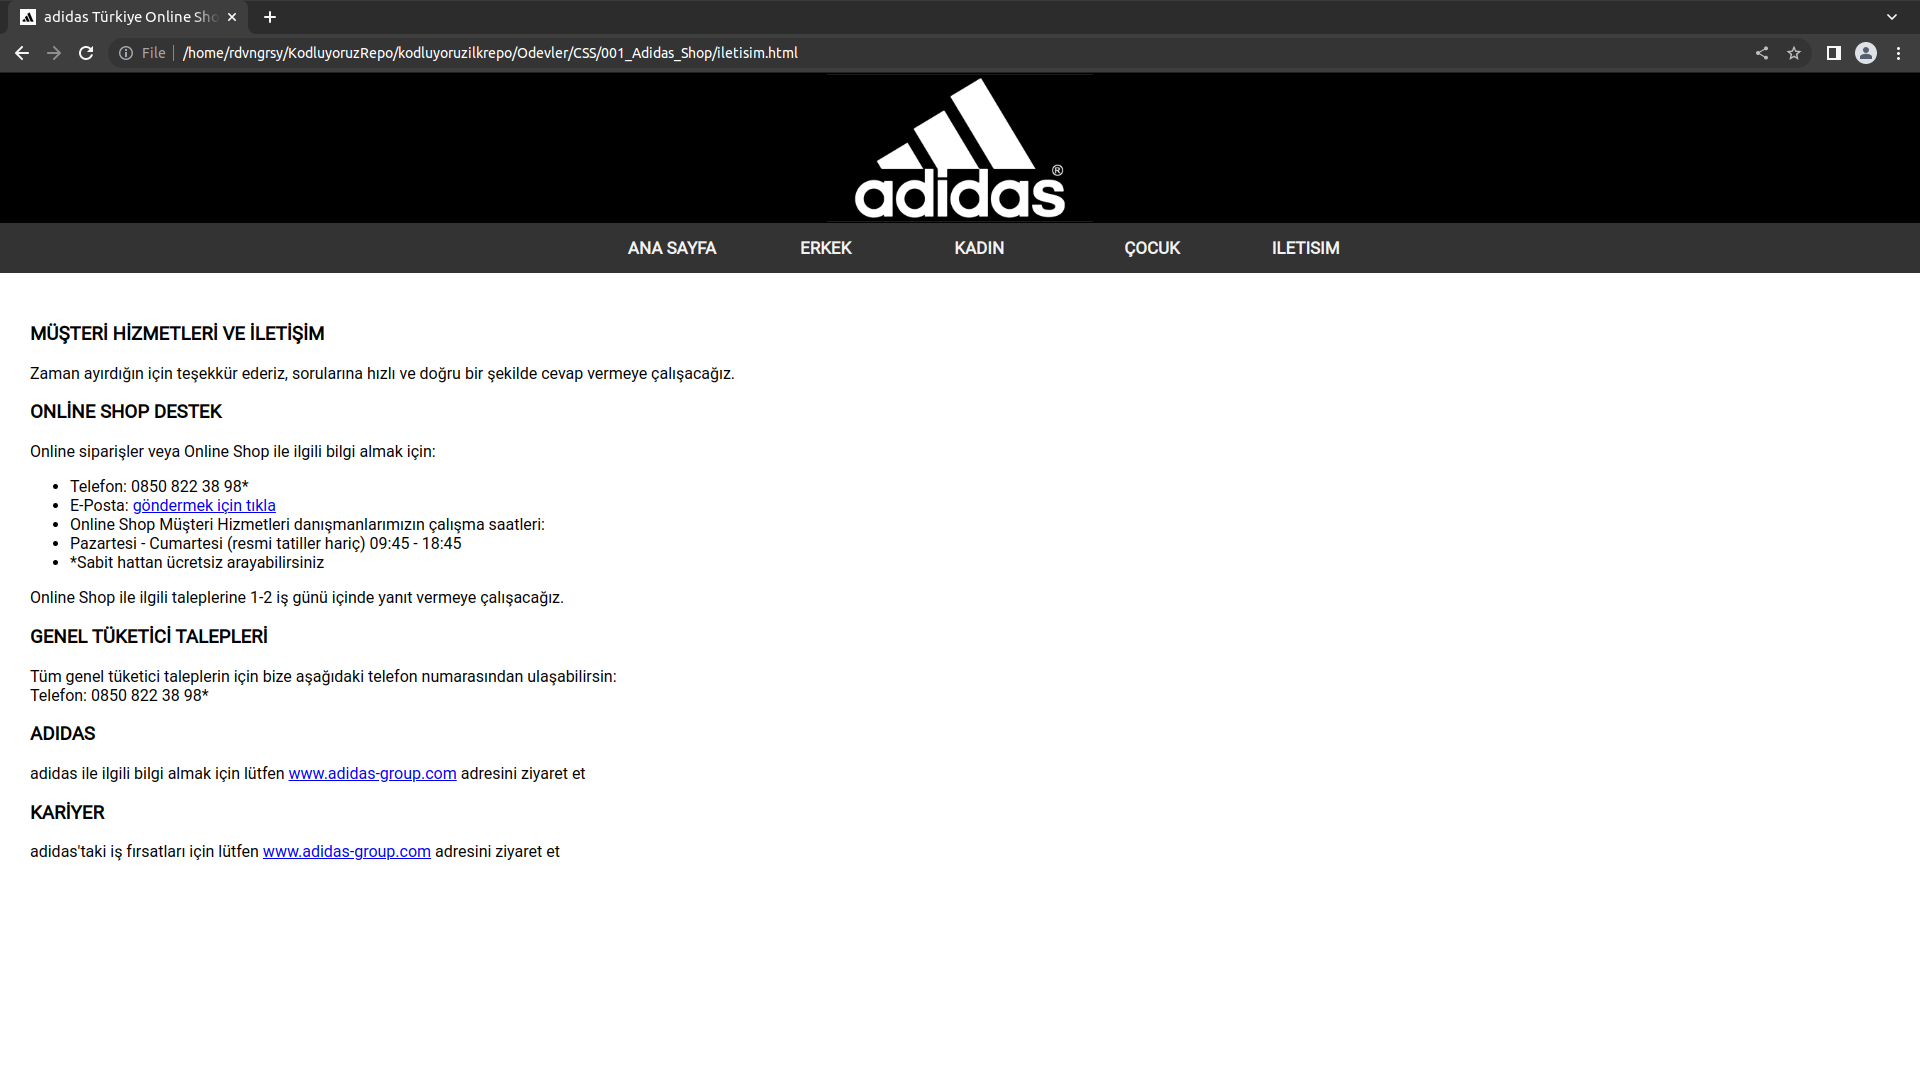 adidas Türkiye Online Sho
File
/home/rdvngrsy/KodluyoruzRepo/kodluyoruzilkrepo/Odevler/CSS/001_Adidas_Shop/iletisim.html
adidas®
ANA SAYFA ERKEK KADIN ÇOCUK ILETISIM
MÜŞTERİ HİZMETLERİ VE İLETİŞİM
Zaman ayırdığın için teşekkür ederiz, sorularına hızlı ve doğru bir şekilde cevap vermeye çalışacağız.
ONLİNE SHOP DESTEK
Online siparişler veya Online Shop ile ilgili bilgi almak için:
• Telefon: 0850 822 38 98*
• E-Posta: göndermek için tıkla
• Online Shop Müşteri Hizmetleri danışmanlarımızın çalışma saatleri:
• Pazartesi - Cumartesi (resmi tatiller hariç) 09:45 - 18:45
• *Sabit hattan ücretsiz arayabilirsiniz
Online Shop ile ilgili taleplerine 1-2 iş günü içinde yanıt vermeye çalışacağız.
GENEL TÜKETİCİ TALEPLERİ
Tüm genel tüketici taleplerin için bize aşağıdaki telefon numarasından ulaşabilirsin:
Telefon: 0850 822 38 98*
ADIDAS
adidas ile ilgili bilgi almak için lütfen www.adidas-group.com adresini ziyaret et
KARİYER
adidas'taki iş fırsatları için lütfen www.adidas-group.com adresini ziyaret et